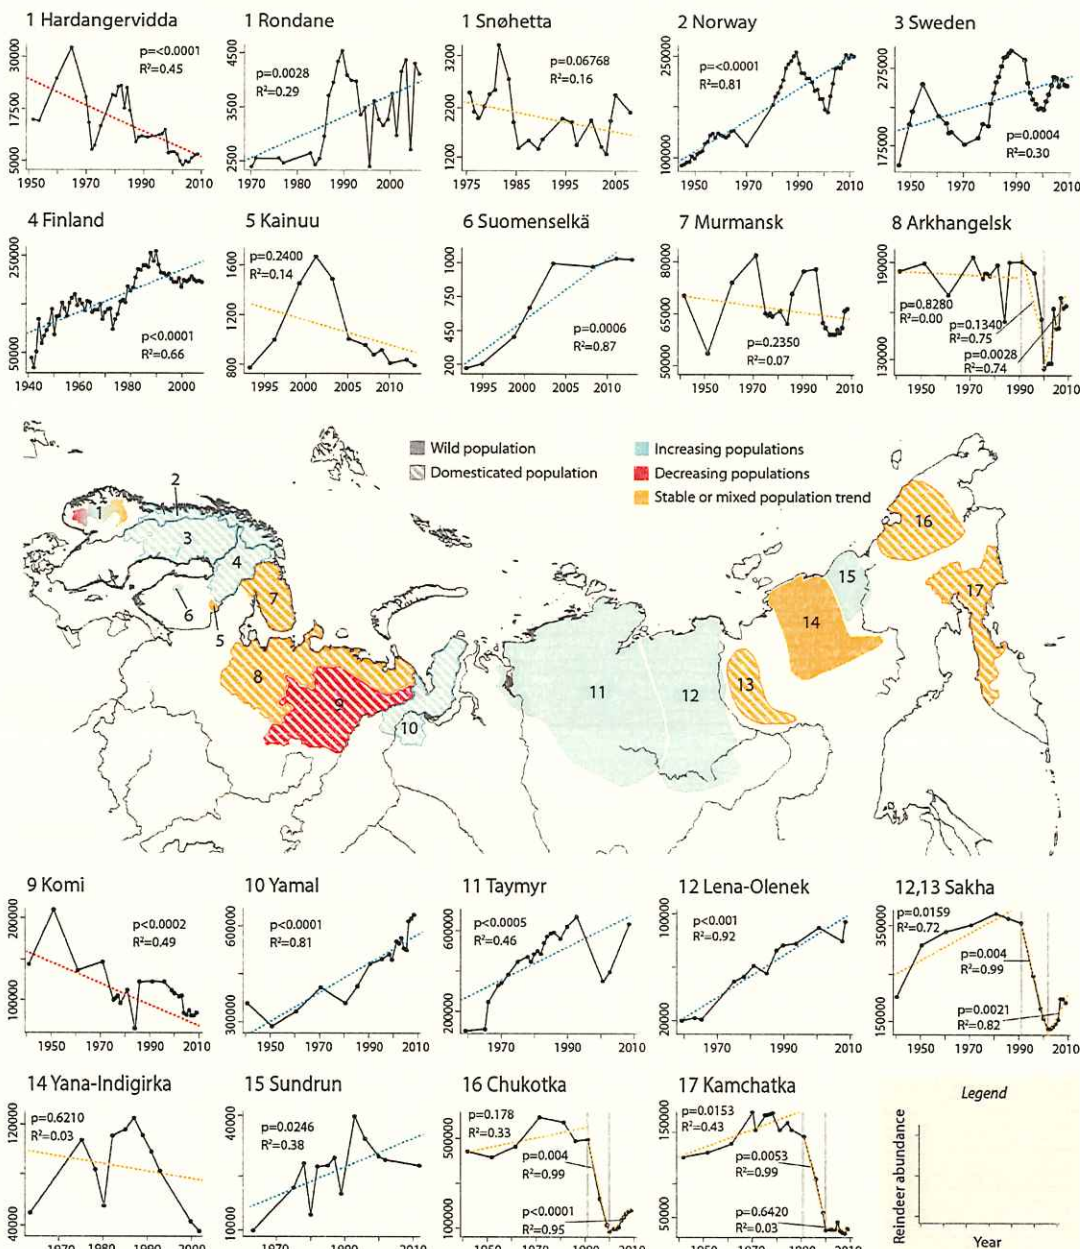 1 Hardangervidda
30000
17500
5000
p=<0.0001
R²=0.45
1950 1970 1990 2010
1 Rondane
4500
3500
2500
p=0.0028
R²=0.29
1970 1980 1990 2000
1 Snøhetta
3200
2200
1200
p=0.06768
R²=0.16
1975 1985 1995 2005
2 Norway
250000
100000
p=<0.0001
R²=0.81
1950 1970 1990 2010
3 Sweden
275000
175000
p=0.0004
R²=0.30
1950 1970 1990 2010
4 Finland
250000
50000
p<0.0001
R²=0.66
1940 1960 1980 2000
5 Kainuu
1600
1200
800
p=0.2400
R²=0.14
1995 2000 2005 2010
6 Suomenselkä
1000
750
450
200
p=0.0006
R²=0.87
1993 1998 2003 2008
7 Murmansk
80000
65000
50000
p=0.2350
R²=0.07
1950 1970 1990 2010
8 Arkhangelsk
190000
130000
p=0.8280
R²=0.00
p=0.1340
R²=0.75
p=0.0028
R²=0.74
1950 1970 1990 2010
Wild population
Domesticated population
Increasing populations
Decreasing populations
Stable or mixed population trend
1
2
3
4
5
6
7
8
9
10
11
12
13
14
15
16
17
9 Komi
200000
100000
p<0.0002
R²=0.49
1950 1970 1990 2010
10 Yamal
600000
300000
p<0.0001
R²=0.81
1950 1970 1990 2010
11 Taymyr
600000
200000
p<0.0005
R²=0.46
1960 1970 1980 1990 2000 2010
12 Lena-Olenek
100000
20000
p<0.001
R²=0.92
1960 1970 1980 1990 2000 2010
12,13 Sakha
350000
150000
p=0.0159
R²=0.72
p=0.004
R²=0.99
p=0.0021
R²=0.82
1950 1970 1990 2010
14 Yana-Indigirka
120000
40000
p=0.6210
R²=0.03
1970 1980 1990 2000
15 Sundrun
40000
10000
p=0.0246
R²=0.38
1970 1980 1990 2000 2010
16 Chukotka
500000
100000
p=0.178
R²=0.33
p=0.004
R²=0.99
p<0.0001
R²=0.95
1950 1970 1990 2010
17 Kamchatka
150000
50000
p=0.0153
R²=0.43
p=0.0053
R²=0.99
p=0.6420
R²=0.03
1950 1970 1990 2010
Legend
Reindeer abundance
Year